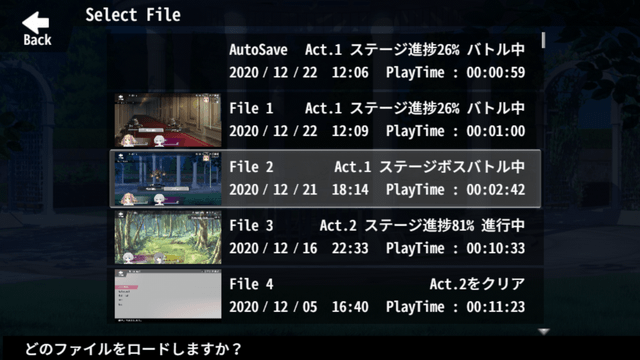 Select File
Back
AutoSave Act.1 ステージ進捗26% バトル中
2020 / 12 / 22 12:06 PlayTime : 00:00:59
File 1 Act.1 ステージ進捗26% バトル中
2020 / 12 / 22 12:09 PlayTime : 00:01:00
File 2 Act.1 ステージボスバトル中
2020 / 12 / 21 18:14 PlayTime : 00:02:42
File 3 Act.2 ステージ進捗81% 進行中
2020 / 12 / 16 22:33 PlayTime : 00:10:33
File 4 Act.2をクリア
2020 / 12 / 05 16:40 PlayTime : 00:11:23
どのファイルをロードしますか？